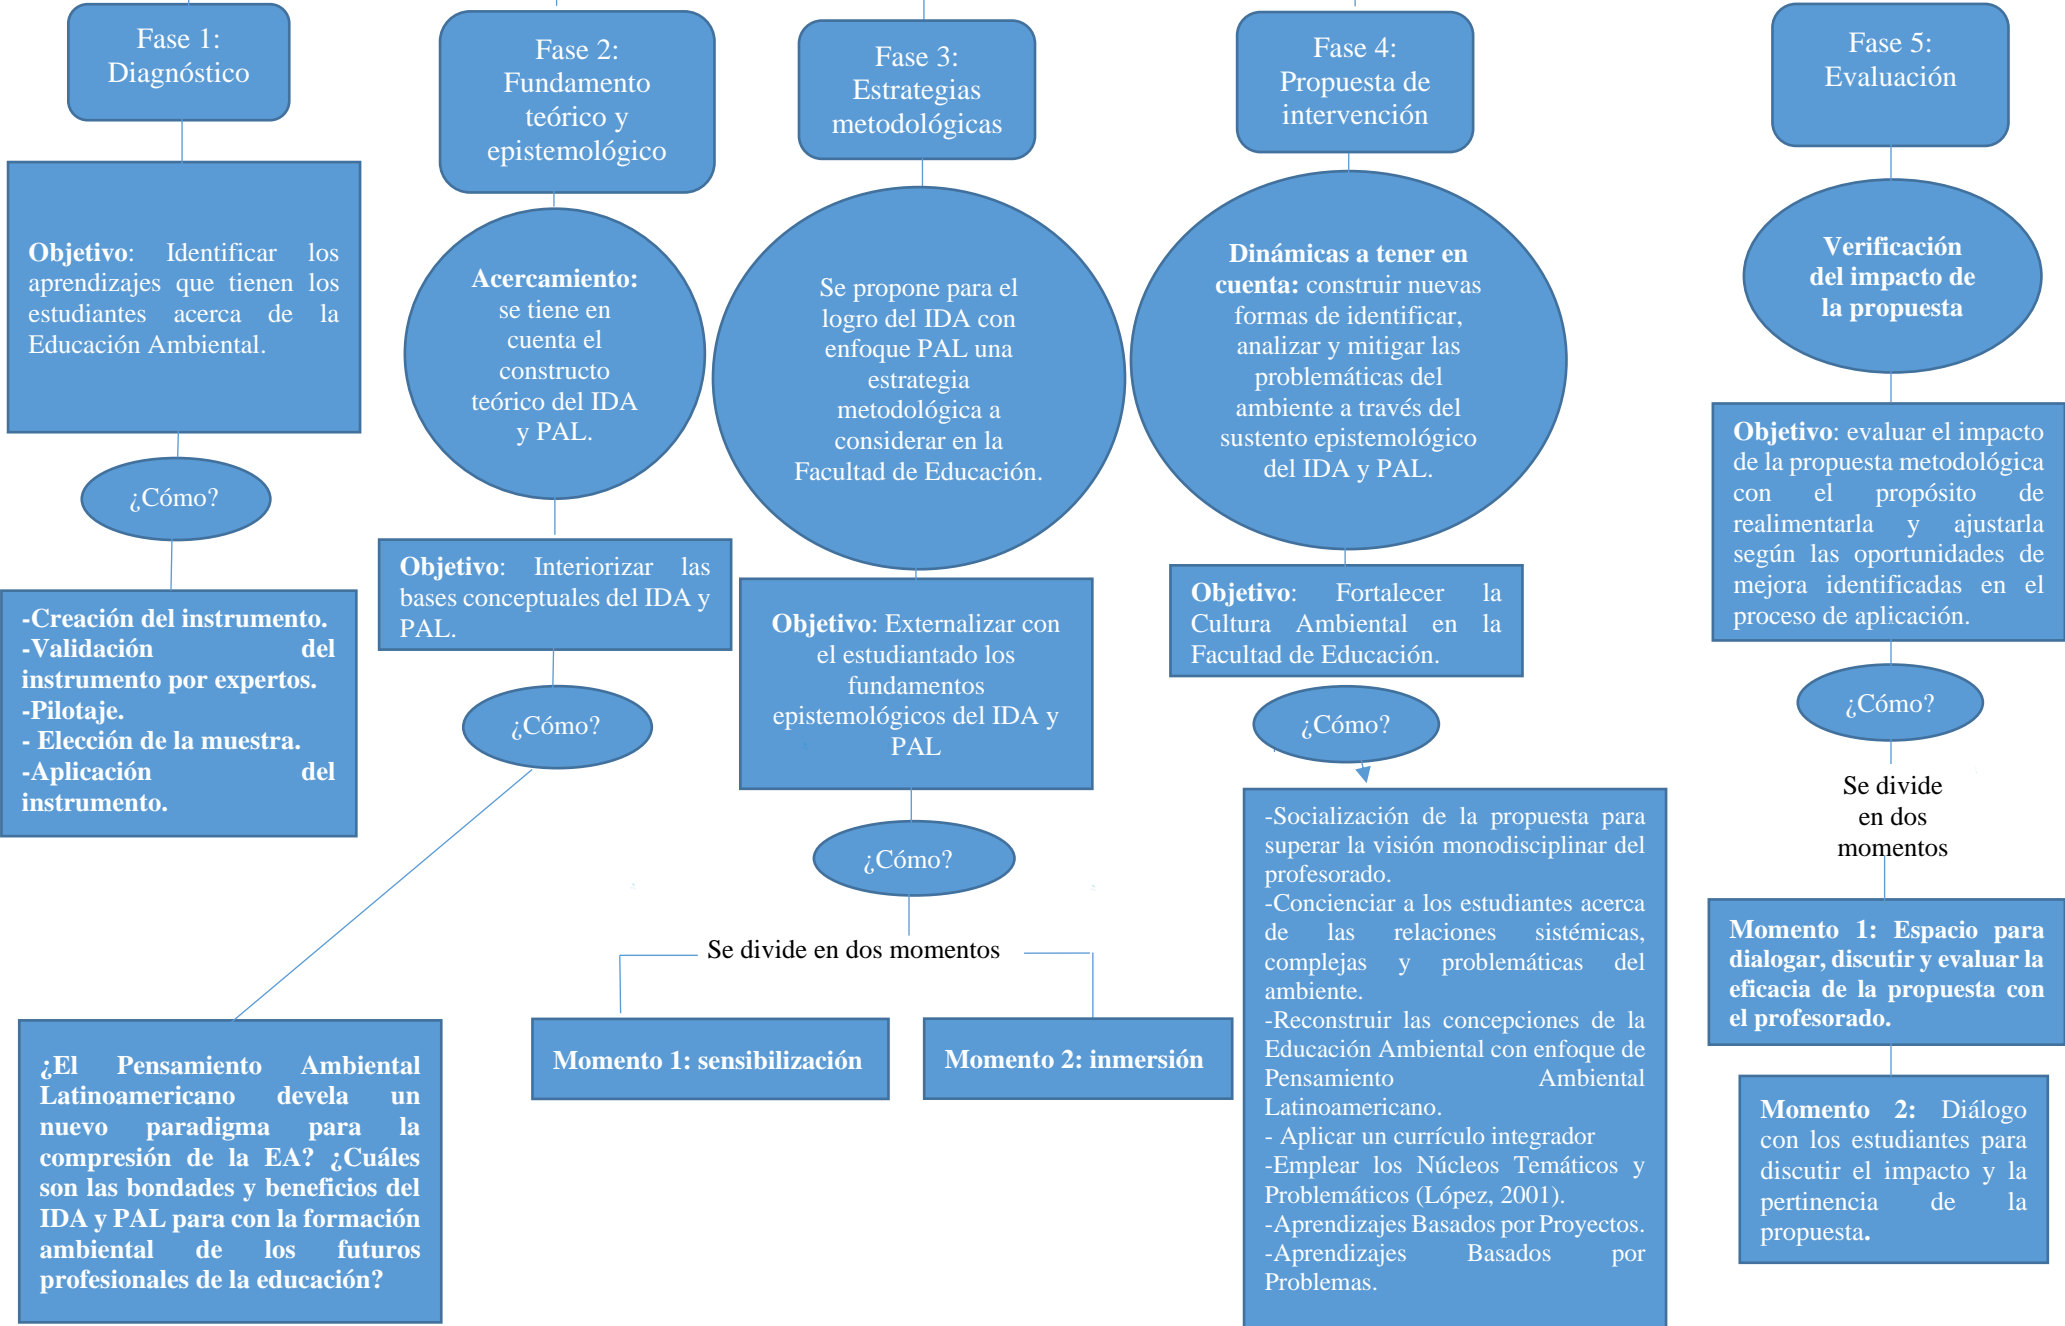 Fase 1:
Diagnóstico
Objetivo: Identificar los
aprendizajes que tienen los
estudiantes acerca de la
Educación Ambiental.
¿Cómo?
-Creación del instrumento.
-Validación del
instrumento por expertos.
-Pilotaje.
- Elección de la muestra.
-Aplicación del
instrumento.
Fase 2:
Fundamento
teórico y
epistemológico
Acercamiento:
se tiene en
cuenta el
constructo
teórico del IDA
y PAL.
Objetivo: Interiorizar las
bases conceptuales del IDA y
PAL.
¿Cómo?
¿El Pensamiento Ambiental
Latinoamericano devela un
nuevo paradigma para la
compresión de la EA? ¿Cuáles
son las bondades y beneficios del
IDA y PAL para con la formación
ambiental de los futuros
profesionales de la educación?
Fase 3:
Estrategias
metodológicas
Se propone para el
logro del IDA con
enfoque PAL una
estrategia
metodológica a
considerar en la
Facultad de Educación.
Objetivo: Externalizar con
el estudiantado los
fundamentos
epistemológicos del IDA y
PAL
¿Cómo?
Se divide en dos momentos
Momento 1: sensibilización
Momento 2: inmersión
Fase 4:
Propuesta de
intervención
Dinámicas a tener en
cuenta: construir nuevas
formas de identificar,
analizar y mitigar las
problemáticas del
ambiente a través del
sustento epistemológico
del IDA y PAL.
Objetivo: Fortalecer la
Cultura Ambiental en la
Facultad de Educación.
¿Cómo?
-Socialización de la propuesta para
superar la visión monodisciplinar del
profesorado.
-Concienciar a los estudiantes acerca
de las relaciones sistémicas,
complejas y problemáticas del
ambiente.
-Reconstruir las concepciones de la
Educación Ambiental con enfoque de
Pensamiento Ambiental
Latinoamericano.
- Aplicar un currículo integrador
-Emplear los Núcleos Temáticos y
Problemáticos (López, 2001).
-Aprendizajes Basados por Proyectos.
-Aprendizajes Basados por
Problemas.
Fase 5:
Evaluación
Verificación
del impacto de
la propuesta
Objetivo: evaluar el impacto
de la propuesta metodológica
con el propósito de
realimentarla y ajustarla
según las oportunidades de
mejora identificadas en el
proceso de aplicación.
¿Cómo?
Se divide
en dos
momentos
Momento 1: Espacio para
dialogar, discutir y evaluar la
eficacia de la propuesta con
el profesorado.
Momento 2: Diálogo
con los estudiantes para
discutir el impacto y la
pertinencia de la
propuesta.